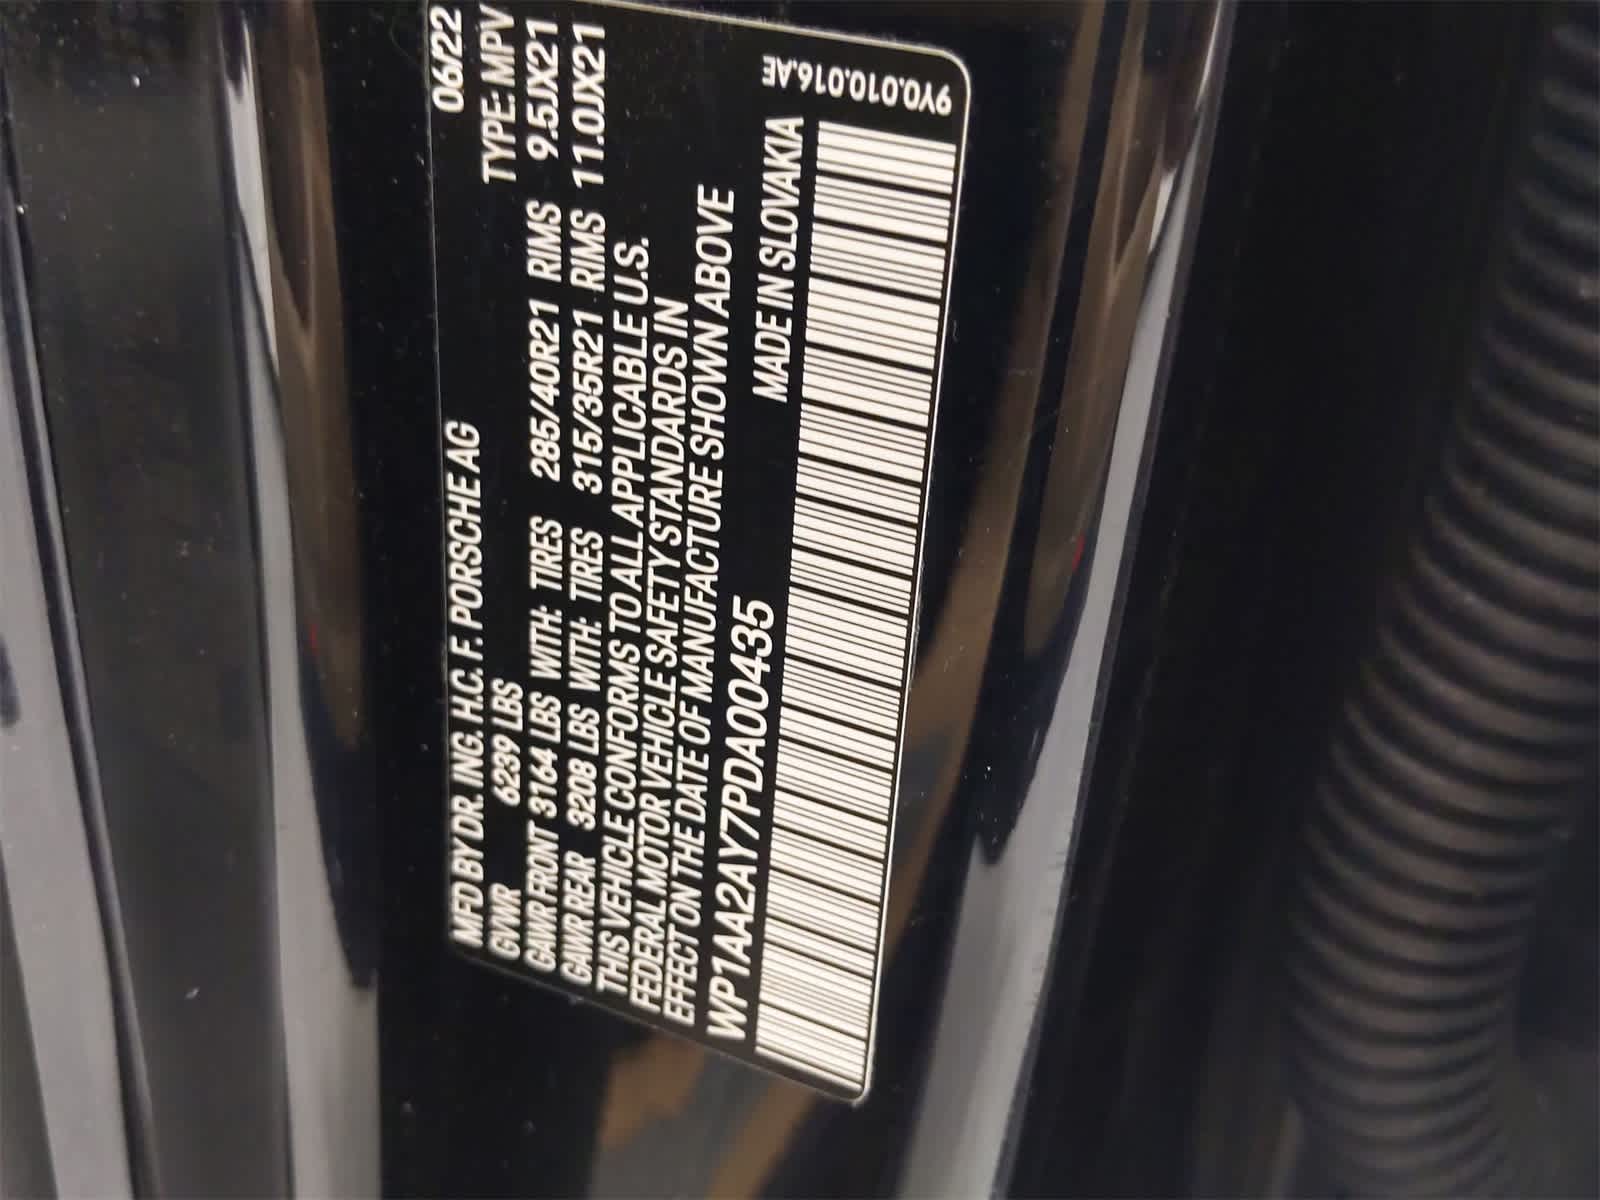 MFD BY DR. ING. H.C. F. PORSCHE AG 06/22
GVWR 6239 LBS TYPE: MPV
GAWR FRONT 3164 LBS WITH: TIRES 285/40R21 RIMS 9.5JX21
GAWR REAR 3208 LBS WITH: TIRES 315/35R21 RIMS 11.0JX21
THIS VEHICLE CONFORMS TO ALL APPLICABLE U.S.
FEDERAL MOTOR VEHICLE SAFETY STANDARDS IN
EFFECT ON THE DATE OF MANUFACTURE SHOWN ABOVE
WP1AA2AY7PDA00435 MADE IN SLOVAKIA
9Y0.010.016.AE